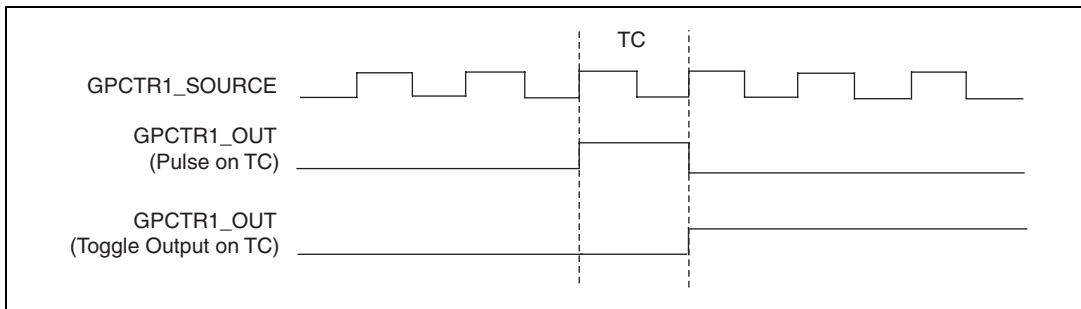 TC
GPCTR1_SOURCE
GPCTR1_OUT
(Pulse on TC)
GPCTR1_OUT
(Toggle Output on TC)